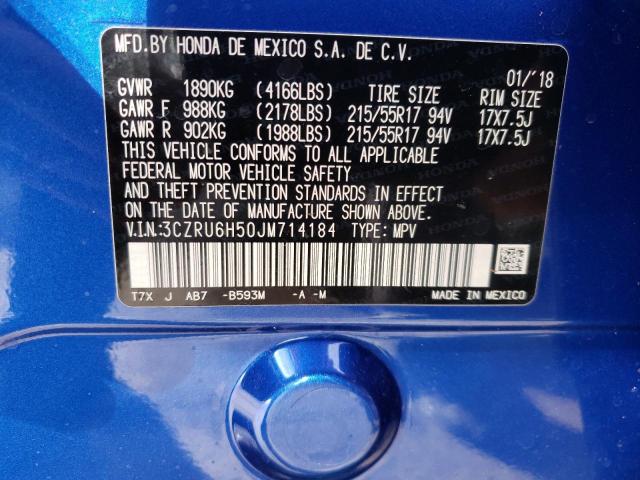 MFD.BY HONDA DE MEXICO S.A. DE C.V.
01/'18
GVWR 1890KG (4166LBS) TIRE SIZE RIM SIZE
GAWR F 988KG (2178LBS) 215/55R17 94V 17X7.5J
GAWR R 902KG (1988LBS) 215/55R17 94V 17X7.5J
THIS VEHICLE CONFORMS TO ALL APPLICABLE
FEDERAL MOTOR VEHICLE SAFETY
AND THEFT PREVENTION STANDARDS IN EFFECT
ON THE DATE OF MANUFACTURE SHOWN ABOVE.
V.I.N.:3CZRU6H50JM714184 TYPE: MPV
T7X J AB7 -B593M -A -M MADE IN MEXICO